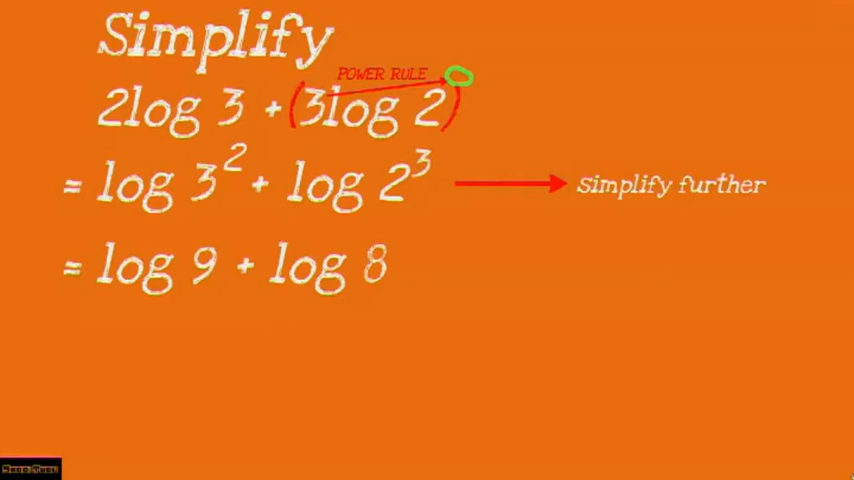 Simplify
POWER RULE
2log 3 + (3log 2)
= log 3² + log 2³
simplify further
= log 9 + log 8